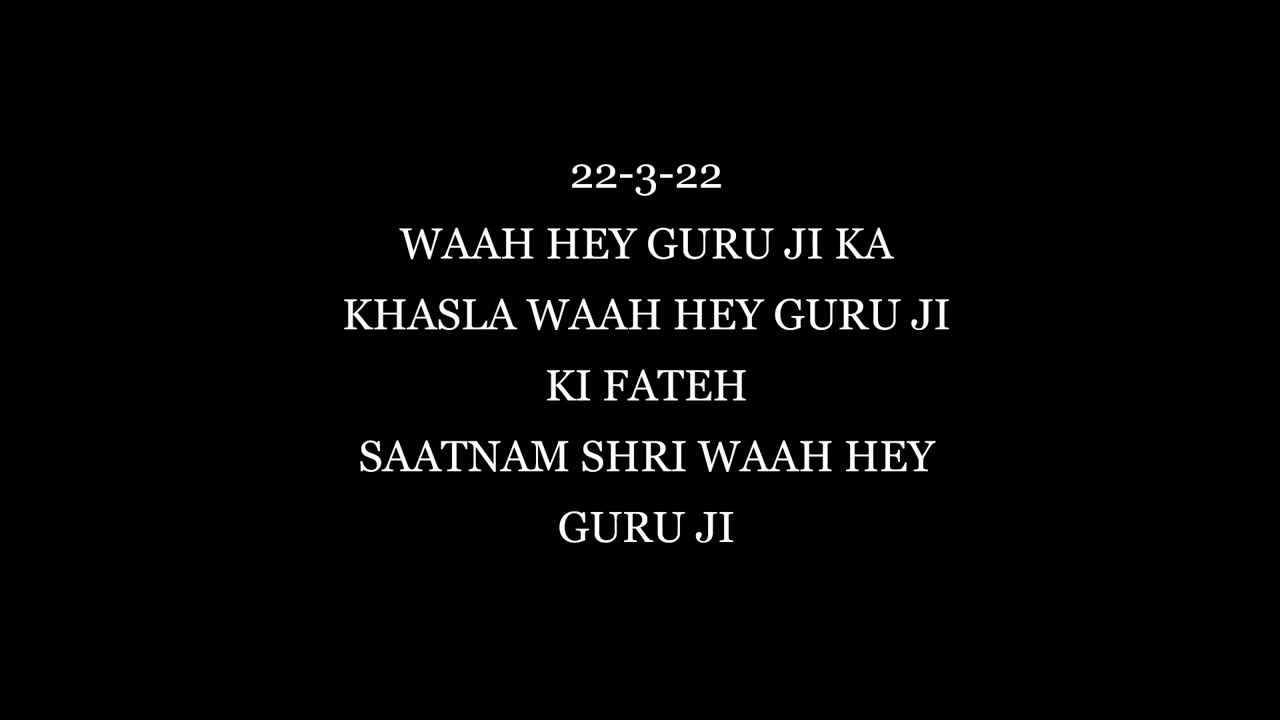 22-3-22
WAAH HEY GURU JI KA
KHASLA WAAH HEY GURU JI
KI FATEH
SAATNAM SHRI WAAH HEY
GURU JI